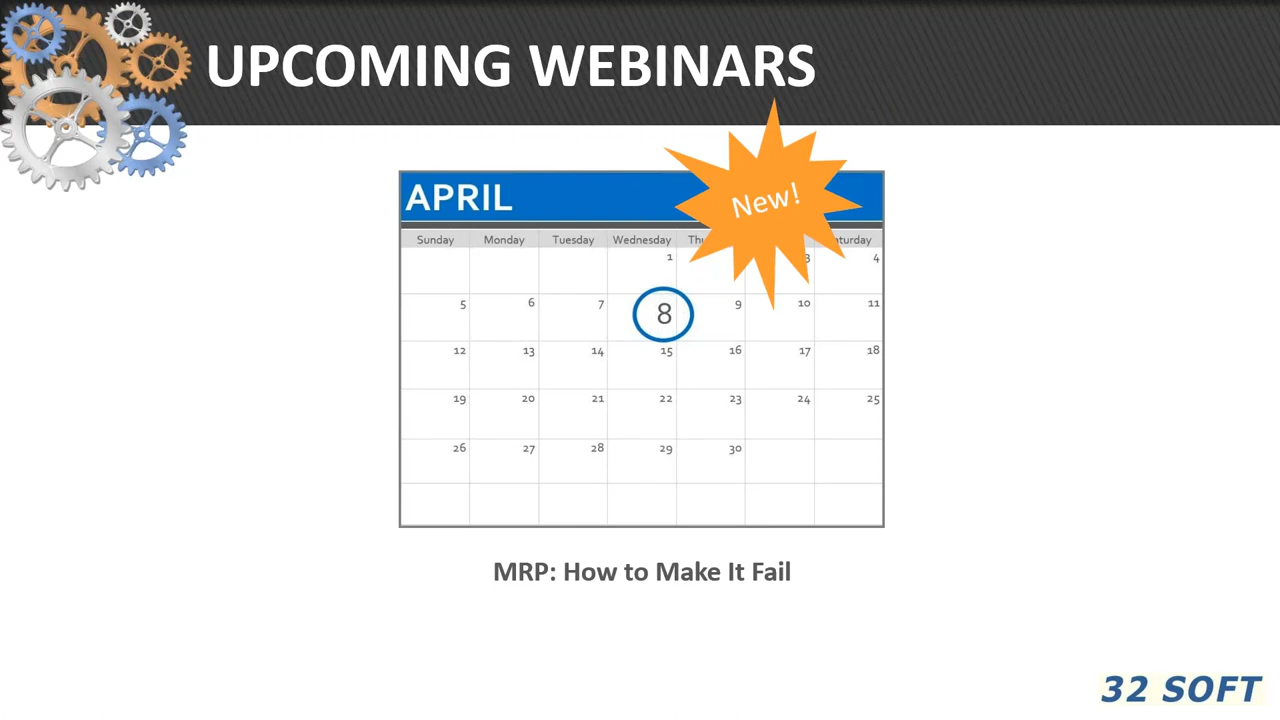 UPCOMING WEBINARS
New!
APRIL
Sunday Monday Tuesday Wednesday
1 3 4
5 6 7 8 9 10 11
12 13 14 15 16 17 18
19 20 21 22 23 24 25
26 27 28 29 30
MRP: How to Make It Fail
32 SOFT